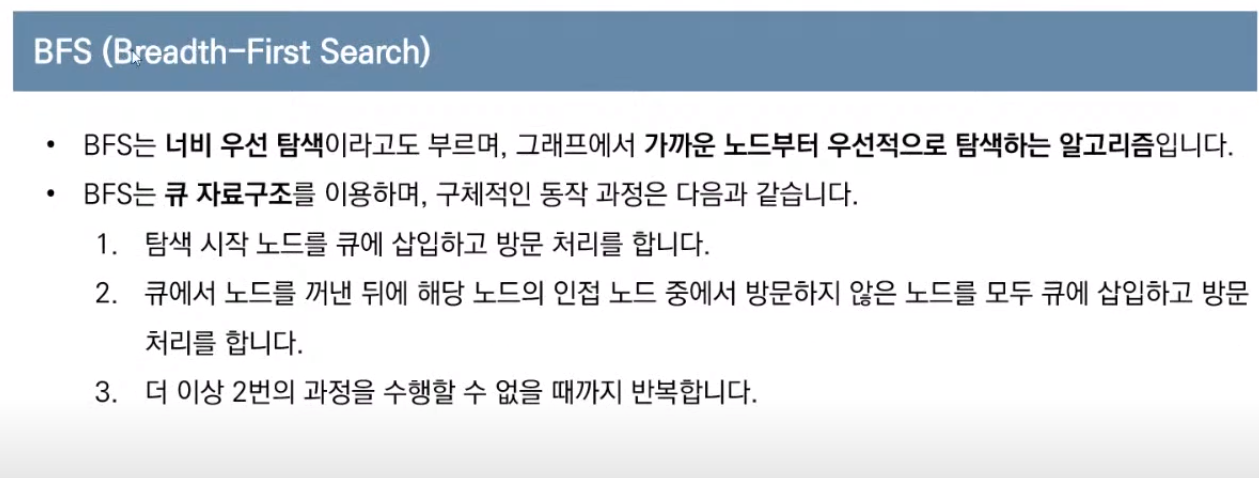 BFS (Breadth-First Search)
• BFS는 너비 우선 탐색이라고도 부르며, 그래프에서 가까운 노드부터 우선적으로 탐색하는 알고리즘입니다.
• BFS는 큐 자료구조를 이용하며, 구체적인 동작 과정은 다음과 같습니다.
1. 탐색 시작 노드를 큐에 삽입하고 방문 처리를 합니다.
2. 큐에서 노드를 꺼낸 뒤에 해당 노드의 인접 노드 중에서 방문하지 않은 노드를 모두 큐에 삽입하고 방문
처리를 합니다.
3. 더 이상 2번의 과정을 수행할 수 없을 때까지 반복합니다.